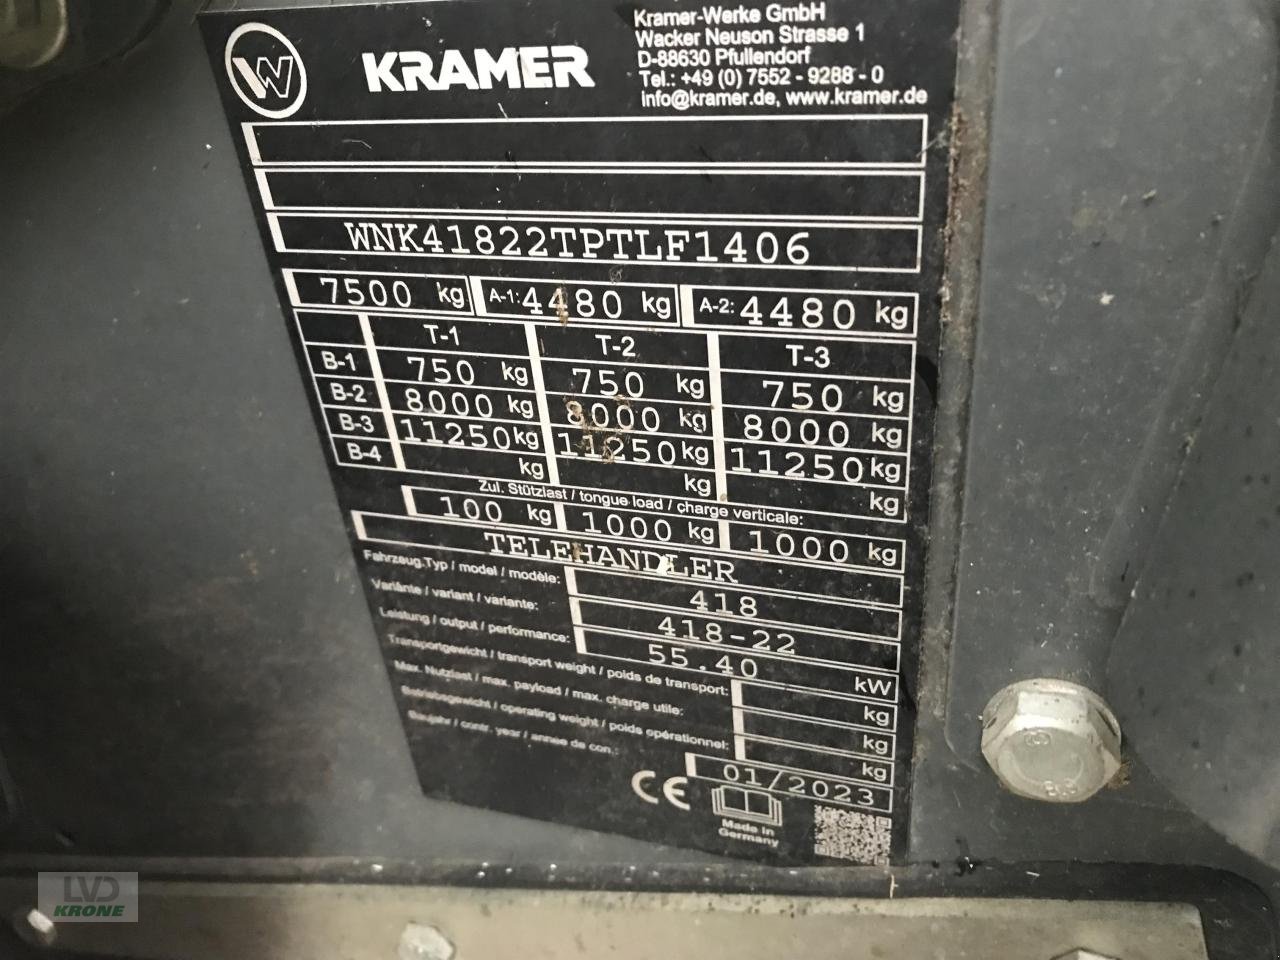 KRAMER
Kramer-Werke GmbH
Wacker Neuson Strasse 1
D-88630 Pfullendorf
Tel.: +49 (0) 7552 - 9288 - 0
info@kramer.de, www.kramer.de
WNK41822TPTLF1406
7500 kg A-1: 4480 kg A-2: 4480 kg
T-1 T-2 T-3
B-1 750 kg 750 kg 750 kg
B-2 8000 kg 8000 kg 8000 kg
B-3 11250 kg 11250 kg 11250 kg
B-4 kg kg kg
Zul. Stützlast / tongue load / charge verticale:
100 kg 1000 kg 1000 kg
TELEHANDLER
Fahrzeug.Typ / model / modèle: 418
Variante / variant / variante: 418-22
Leistung / output / performance: 55.40 kW
Transportgewicht / transport weight / poids de transport: kg
Max. Nutzlast / max. payload / max. charge utile: kg
Betriebsgewicht / operating weight / poids opérationnel: kg
Baujahr / contr. year / année de con.: 01/2023
CE
Made in
Germany
LVD
KRONE